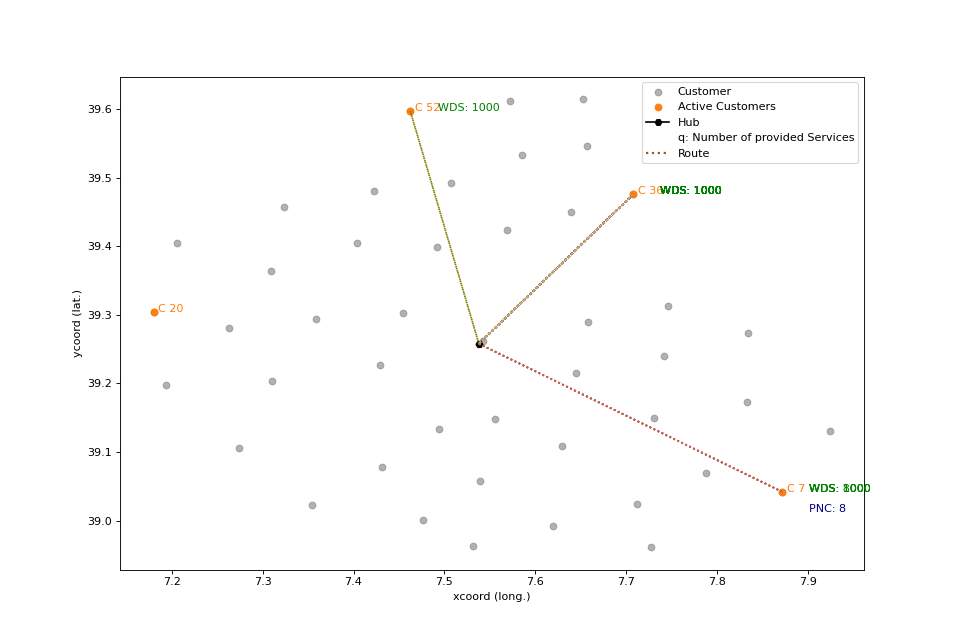 Customer
Active Customers
Hub
q: Number of provided Services
Route
C 52 WDS: 1000
C 36 WDS: 1000
C 20
C 7 WDS: 1000
PNC: 8
39.6
39.5
39.4
39.3
39.2
39.1
39.0
ycoord (lat.)
7.2 7.3 7.4 7.5 7.6 7.7 7.8 7.9
xcoord (long.)